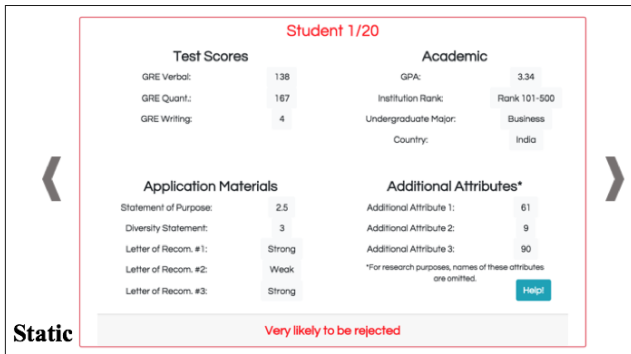 Student 1/20
Test Scores
GRE Verbal: 138
GRE Quant.: 167
GRE Writing: 4
Academic
GPA: 3.34
Institution Rank: Rank 101-500
Undergraduate Major: Business
Country: India
Application Materials
Statement of Purpose: 2.5
Diversity Statement: 3
Letter of Recom. #1: Strong
Letter of Recom. #2: Weak
Letter of Recom. #3: Strong
Additional Attributes*
Additional Attribute 1: 61
Additional Attribute 2: 9
Additional Attribute 3: 90
*For research purposes, names of these attributes
are omitted.
Help!
Static
Very likely to be rejected